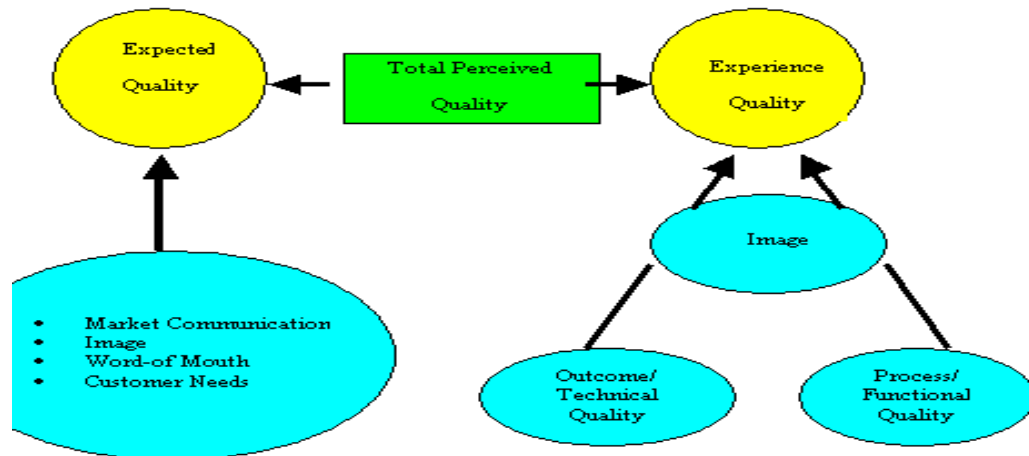 Expected
Quality
Total Perceived
Quality
Experience
Quality
Image
• Market Communication
• Image
• Word-of Mouth
• Customer Needs
Outcome/
Technical
Quality
Process/
Functional
Quality